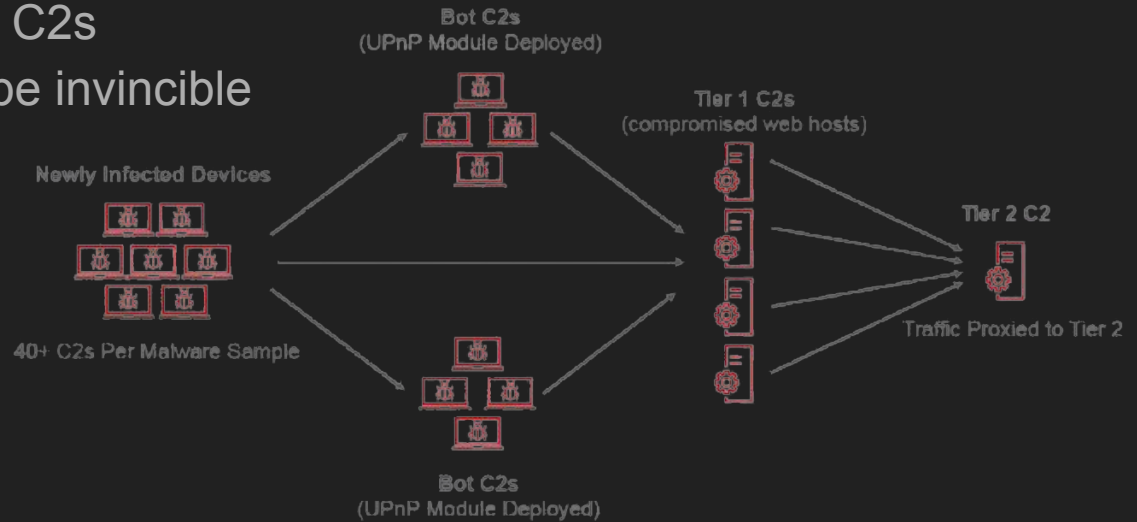 C2s
be invincible
Bot C2s
(UPnP Module Deployed)
Tier 1 C2s
(compromised web hosts)
Newly Infected Devices
Tier 2 C2
40+ C2s Per Malware Sample
Traffic Proxied to Tier 2
Bot C2s
(UPnP Module Deployed)